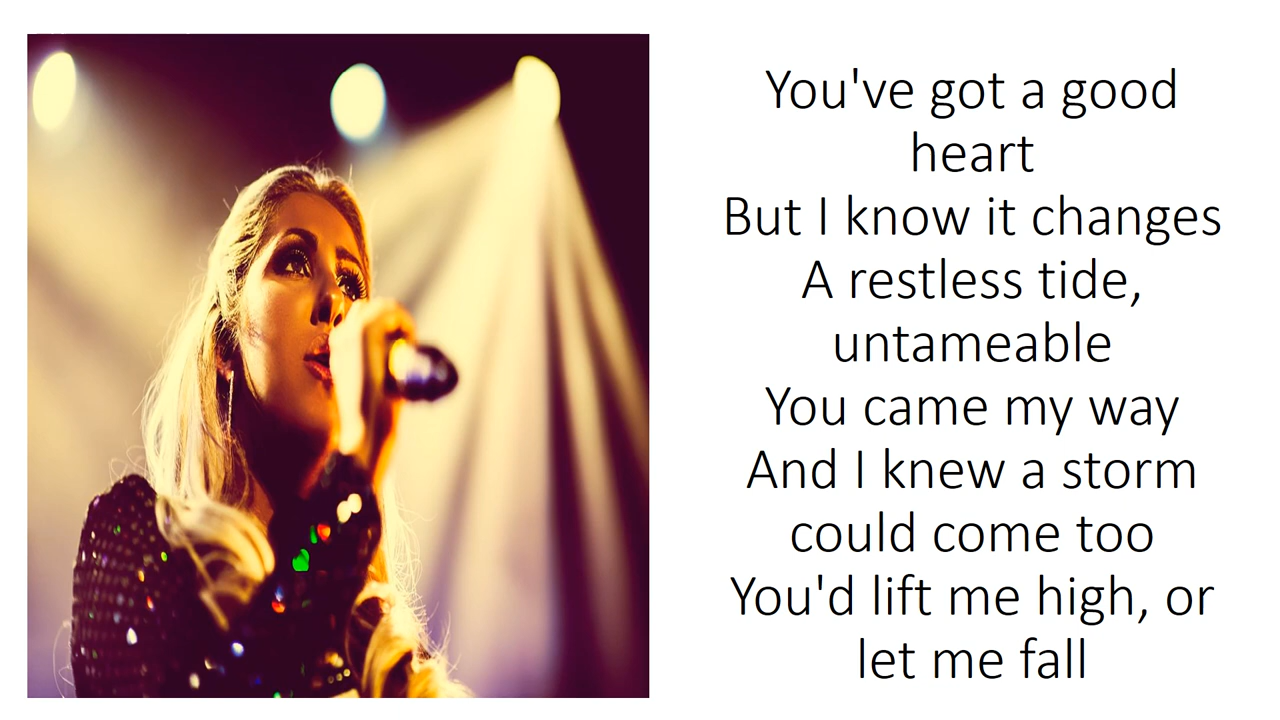 You've got a good
heart
But I know it changes
A restless tide,
untameable
You came my way
And I knew a storm
could come too
You'd lift me high, or
let me fall